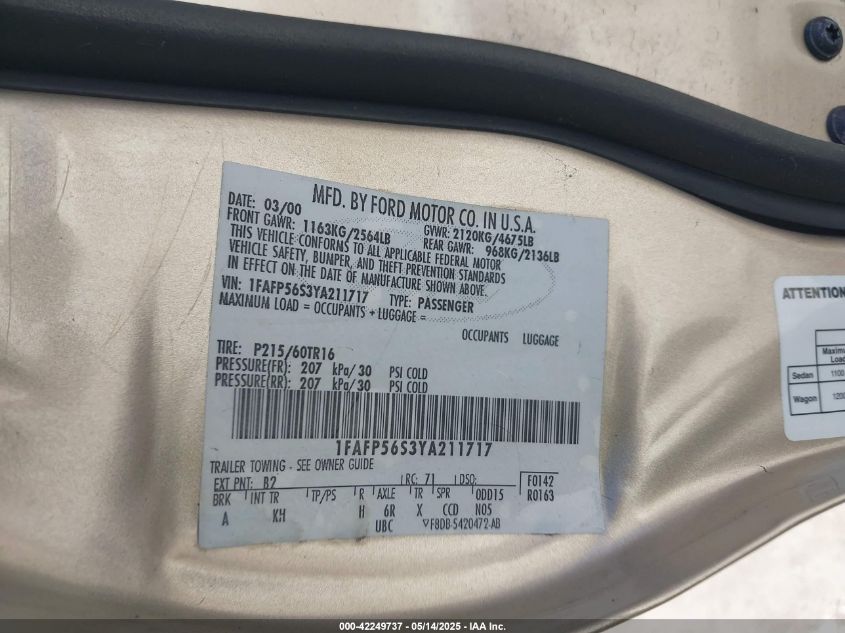 MFD. BY FORD MOTOR CO. IN U.S.A.
DATE: 03/00 GVWR: 2120KG/4675LB
FRONT GAWR: 1163KG/2564LB REAR GAWR: 968KG/2136LB
THIS VEHICLE CONFORMS TO ALL APPLICABLE FEDERAL MOTOR
VEHICLE SAFETY, BUMPER, AND THEFT PREVENTION STANDARDS
IN EFFECT ON THE DATE OF MANUFACTURE SHOWN ABOVE.
VIN: 1FAFP56S3YA211717 TYPE: PASSENGER
MAXIMUM LOAD = OCCUPANTS + LUGGAGE =
OCCUPANTS LUGGAGE
TIRE: P215/60TR16
PRESSURE(FR): 207 kPa/30 PSI COLD
PRESSURE(RR): 207 kPa/30 PSI COLD
1FAFP56S3YA211717
TRAILER TOWING - SEE OWNER GUIDE
EXT PNT: B2 RC: 71 DSO: F0142
BRK INT TR TP/PS R AXLE TR SPR ODD15 R0163
A KH H 6R X CCD N05
UBC F8DB-5420472-AB
ATTENTION
Maximum
Load
Sedan 1100
Wagon 1200
000-42249737 - 05/14/2025 - IAA Inc.